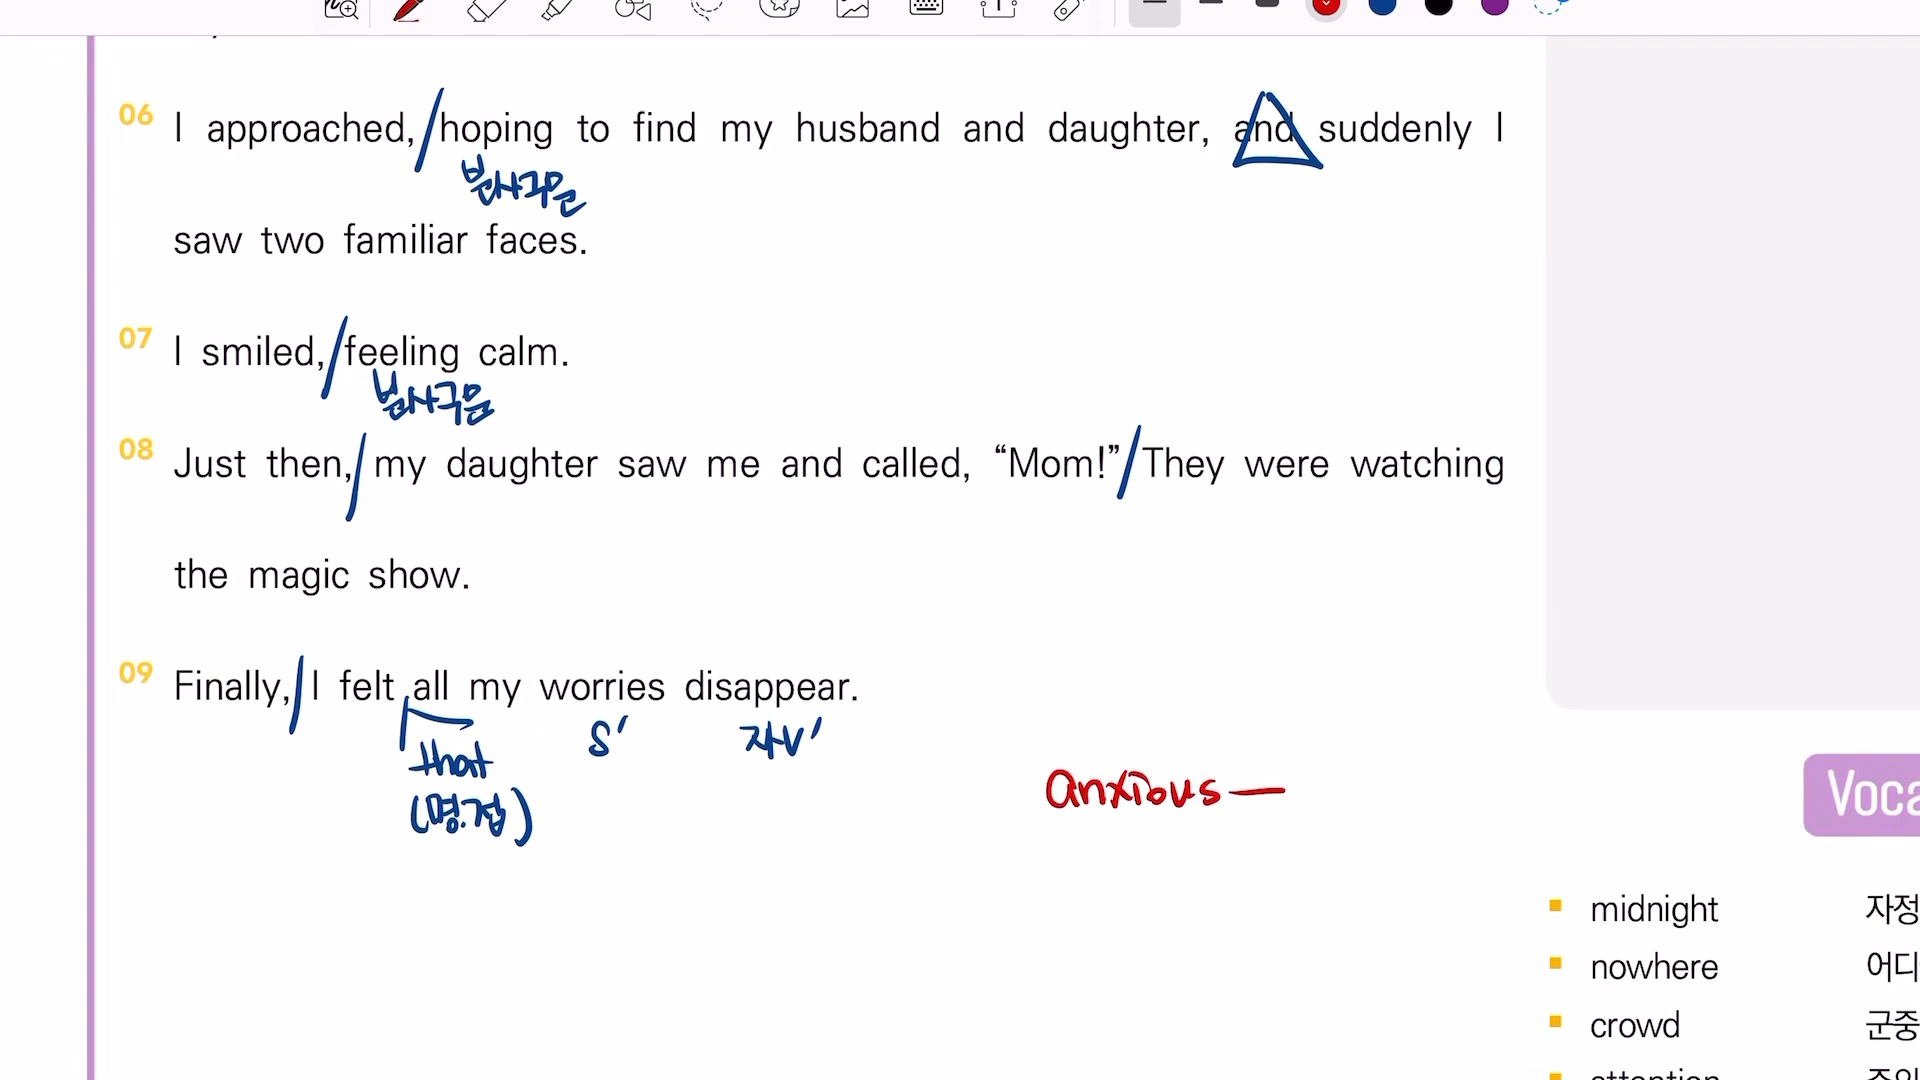 06 I approached, hoping to find my husband and daughter, and suddenly I
분사구문
saw two familiar faces.
07 I smiled, feeling calm.
분사구문
08 Just then, my daughter saw me and called, “Mom!” They were watching
the magic show.
09 Finally, I felt all my worries disappear.
that S' 자V'
(명.접)
anxious —
Voca
midnight 자정
nowhere 어디
crowd 군중
attention 주의